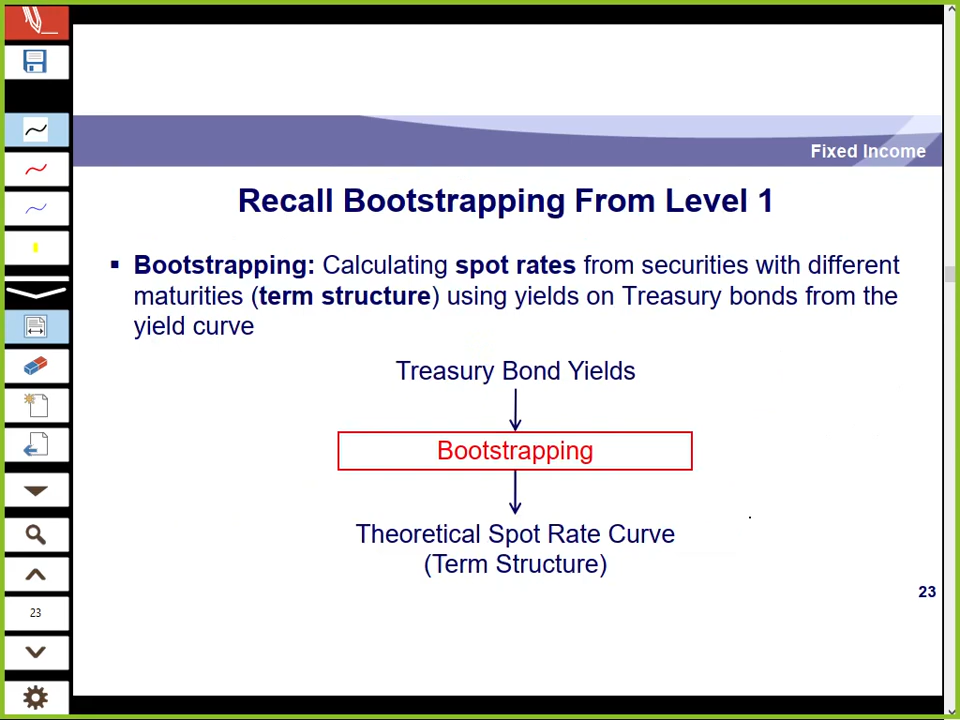 Fixed Income
Recall Bootstrapping From Level 1
▪ Bootstrapping: Calculating spot rates from securities with different
maturities (term structure) using yields on Treasury bonds from the
yield curve
Treasury Bond Yields
Bootstrapping
Theoretical Spot Rate Curve
(Term Structure)
23
23